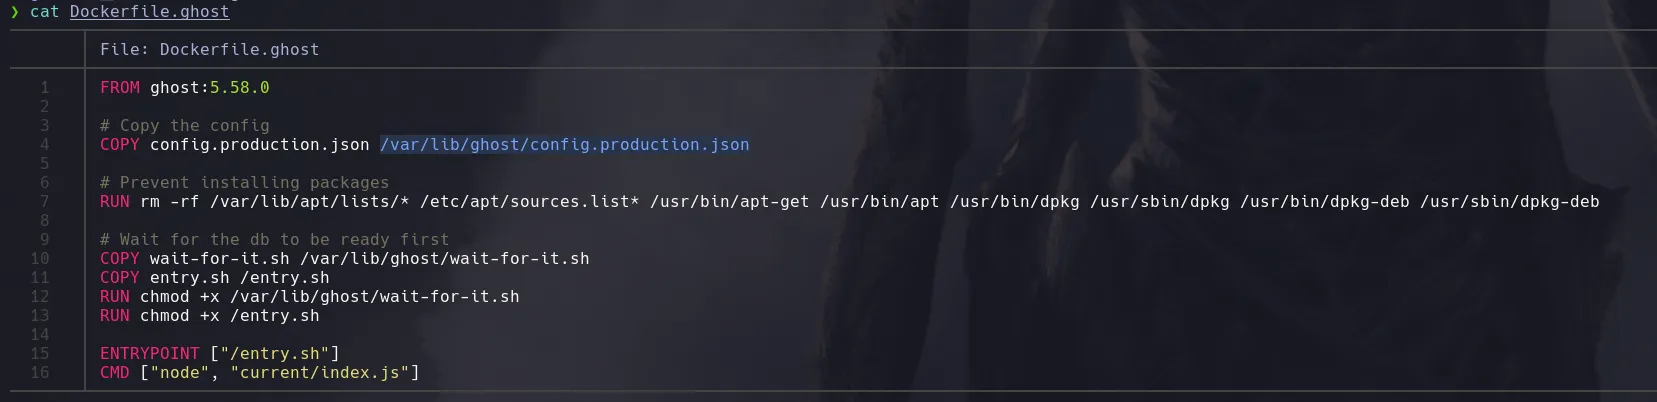 ❯ cat Dockerfile.ghost
File: Dockerfile.ghost
1 FROM ghost:5.58.0
2
3 # Copy the config
4 COPY config.production.json /var/lib/ghost/config.production.json
5
6 # Prevent installing packages
7 RUN rm -rf /var/lib/apt/lists/* /etc/apt/sources.list* /usr/bin/apt-get /usr/bin/apt /usr/bin/dpkg /usr/sbin/dpkg /usr/bin/dpkg-deb /usr/sbin/dpkg-deb
8
9 # Wait for the db to be ready first
10 COPY wait-for-it.sh /var/lib/ghost/wait-for-it.sh
11 COPY entry.sh /entry.sh
12 RUN chmod +x /var/lib/ghost/wait-for-it.sh
13 RUN chmod +x /entry.sh
14
15 ENTRYPOINT ["/entry.sh"]
16 CMD ["node", "current/index.js"]